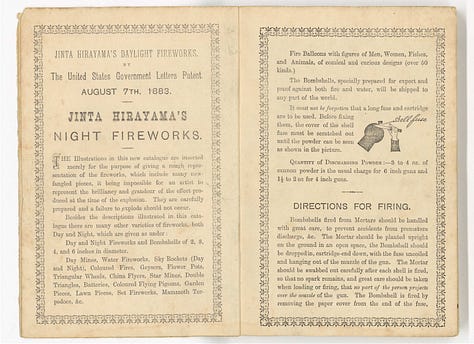 JINTA HIRAYAMA'S DAYLIGHT FIREWORKS.
BY
The United States Government Letters Patent
AUGUST 7TH. 1883.
JINTA HIRAYAMA'S
NIGHT FIREWORKS.
THE Illustrations in this new catalogue are inserted
merely for the purpose of giving a rough repre-
sentation of the fireworks, which include many con-
fangled pieces, it being impossible for an artist to
represent the brilliancy and grandeur of the effect pro-
duced at the time of the explosion. They are carefully
prepared and a failure to explode should not occur.
Besides the descriptions illustrated in this cata-
logue there are many other varieties of fireworks, both
Day and Night, which are given as under:
Day and Night Fireworks and Bombshells of 2, 3,
4, and 6 inches in diameter.
Day Mines, Water Fireworks, Sky Rockets (Day
and Night), Coloured Fires, Geysers, Flower Pots,
Triangular Wheels, China Flyers, Star Mines, Double
Triangles, Batteries, Coloured Flying Pigeons, Garden
Pieces, Lawn Pieces, Set Fireworks, Mammoth Tor-
pedoes, &c.
Fire Balloons with figures of Men, Women, Fishes,
and Animals, of comical and curious designs (over 50
kinds.)
The Bombshells, specially prepared for export and
proof against both fire and water, will be shipped to
any part of the world.
It must not be forgotten that a long fuse and cartridge
are to be used. Before fixing
them, the cover of the shell
fuse must be scratched out
until the powder can be seen
as shown in the picture.
Shell fuse
QUANTITY OF DISCHARGING POWDER :—3 to 4 oz. of
cannon powder is the usual charge for 6 inch guns and
1½ to 2 oz for 4 inch guns.
DIRECTIONS FOR FIRING.
Bombshells fired from Mortars should be handled
with great care, to prevent accidents from premature
discharge, &c. The Mortar should be planted upright
on the ground in an open space, the Bombshell should
be dropped in, cartridge-end down, with the fuse uncoiled
and hanging out of the muzzle of the gun. The Mortar
should be swabbed out carefully after each shell is fired,
so that no spark remains, and great care should be taken
when loading or firing, that no part of the person projects
over the muzzle of the gun. The Bombshell is fired by
removing the paper cover from the end of the fuse,